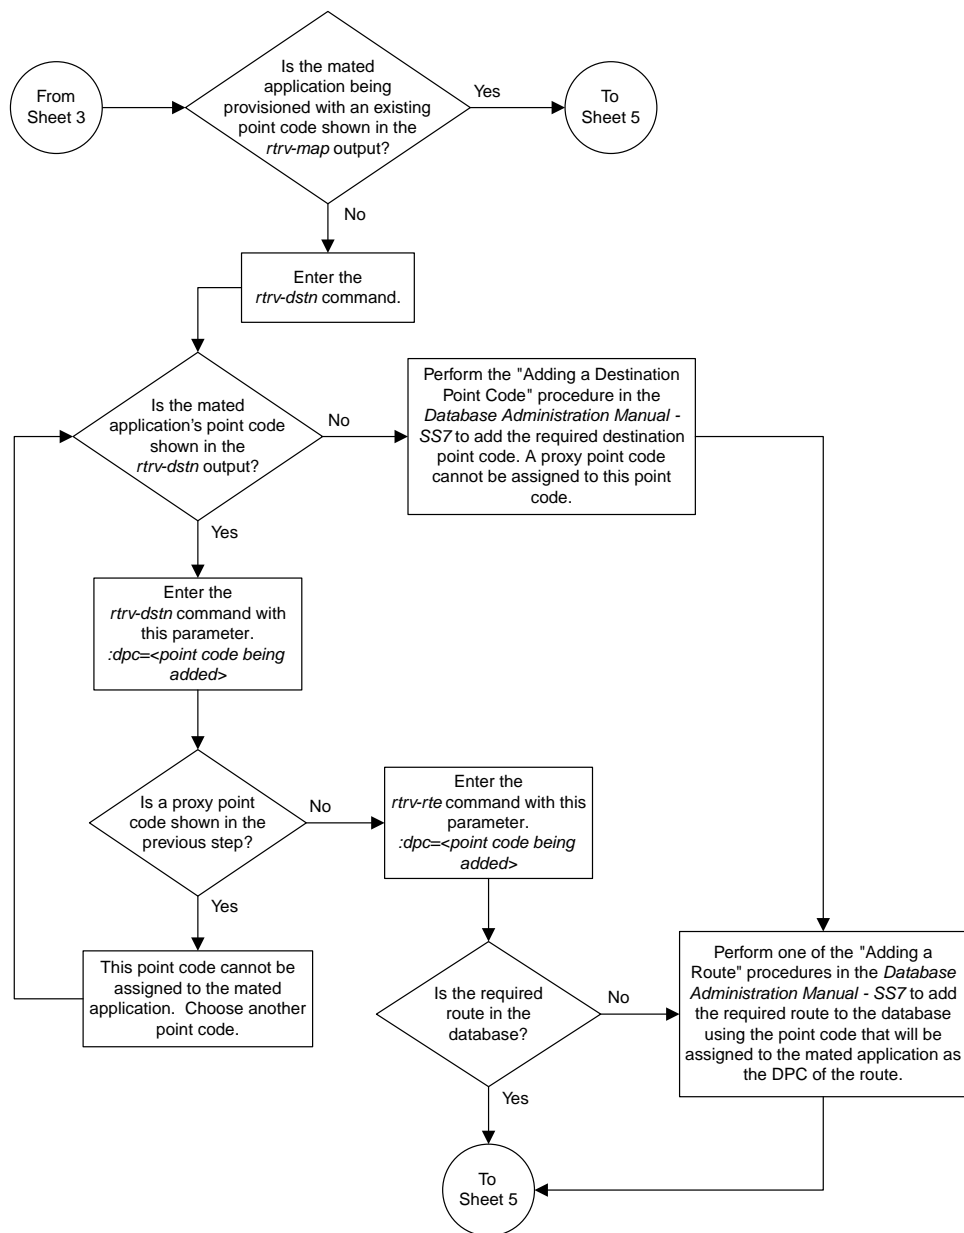 From
Sheet 3
Is the mated
application being
provisioned with an existing
point code shown in the
rtrv-map output?
Yes
To
Sheet 5
No
Enter the
rtrv-dstn command.
Is the mated
application’s point code
shown in the
rtrv-dstn output?
No
Perform the "Adding a Destination
Point Code" procedure in the
Database Administration Manual -
SS7 to add the required destination
point code. A proxy point code
cannot be assigned to this point
code.
Yes
Enter the
rtrv-dstn command with
this parameter.
:dpc=<point code being
added>
Is a proxy point
code shown in the
previous step?
No
Enter the
rtrv-rte command with this
parameter.
:dpc=<point code being
added>
Yes
This point code cannot be
assigned to the mated
application.  Choose another
point code.
Is the required
route in the
database?
No
Perform one of the "Adding a
Route" procedures in the Database
Administration Manual - SS7 to add
the required route to the database
using the point code that will be
assigned to the mated application as
the DPC of the route.
Yes
To
Sheet 5